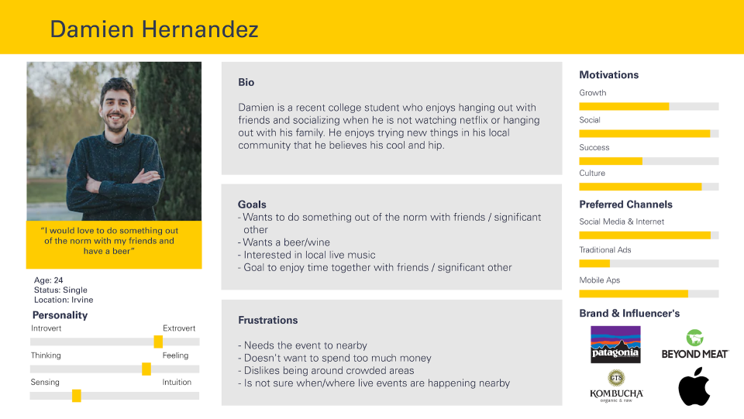 Damien Hernandez
"I would love to do something out
of the norm with my friends and
have a beer"
Age: 24
Status: Single
Location: Irvine
Personality
Introvert Extrovert
Thinking Feeling
Sensing Intuition
Bio
Damien is a recent college student who enjoys hanging out with
friends and socializing when he is not watching netflix or hanging
out with his family. He enjoys trying new things in his local
community that he believes his cool and hip.
Goals
- Wants to do something out of the norm with friends / significant
other
- Wants a beer/wine
- Interested in local live music
- Goal to enjoy time together with friends / significant other
Frustrations
- Needs the event to nearby
- Doesn't want to spend too much money
- Dislikes being around crowded areas
- Is not sure when/where live events are happening nearby
Motivations
Growth
Social
Success
Culture
Preferred Channels
Social Media & Internet
Traditional Ads
Mobile Aps
Brand & Influencer's
patagonia
BEYOND MEAT
KOMBUCHA
organic & raw